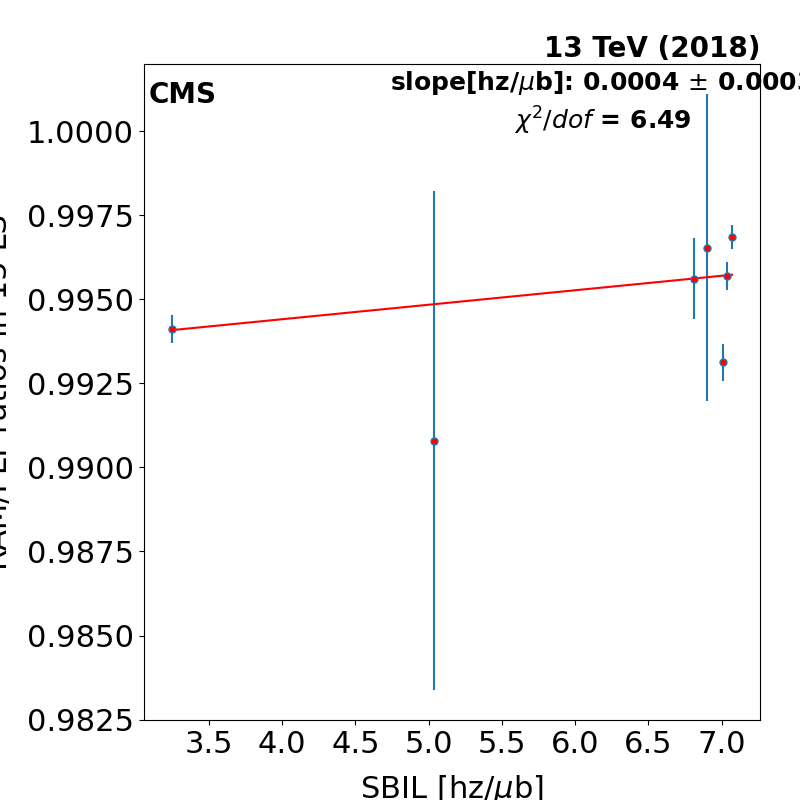 13 TeV (2018)
slope[hz/μb]: 0.0004 ± 0.0003
CMS
χ²/dof = 6.49
1.0000
0.9975
0.9950
0.9925
0.9900
0.9875
0.9850
0.9825
3.5 4.0 4.5 5.0 5.5 6.0 6.5 7.0
SBIL [hz/μb]